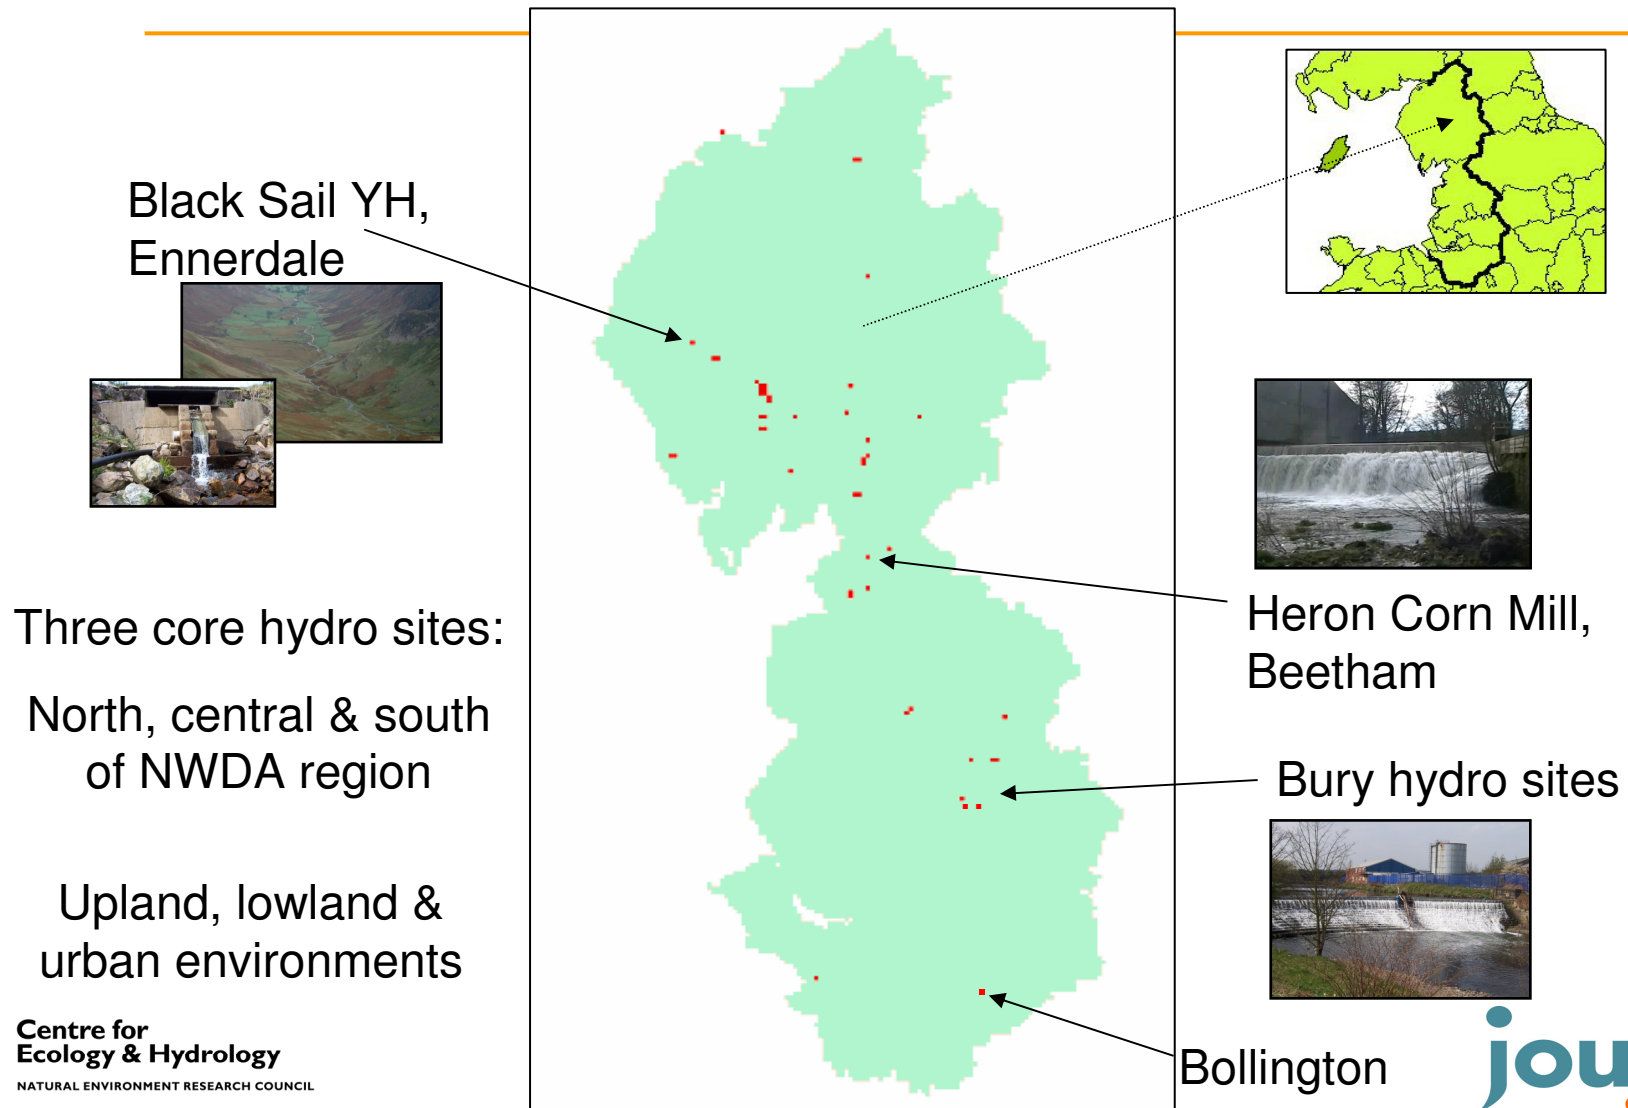 Black Sail YH,
Ennerdale
Three core hydro sites:
North, central & south
of NWDA region
Upland, lowland &
urban environments
Heron Corn Mill,
Beetham
Bury hydro sites
Bollington
Centre for
Ecology & Hydrology
NATURAL ENVIRONMENT RESEARCH COUNCIL
jou